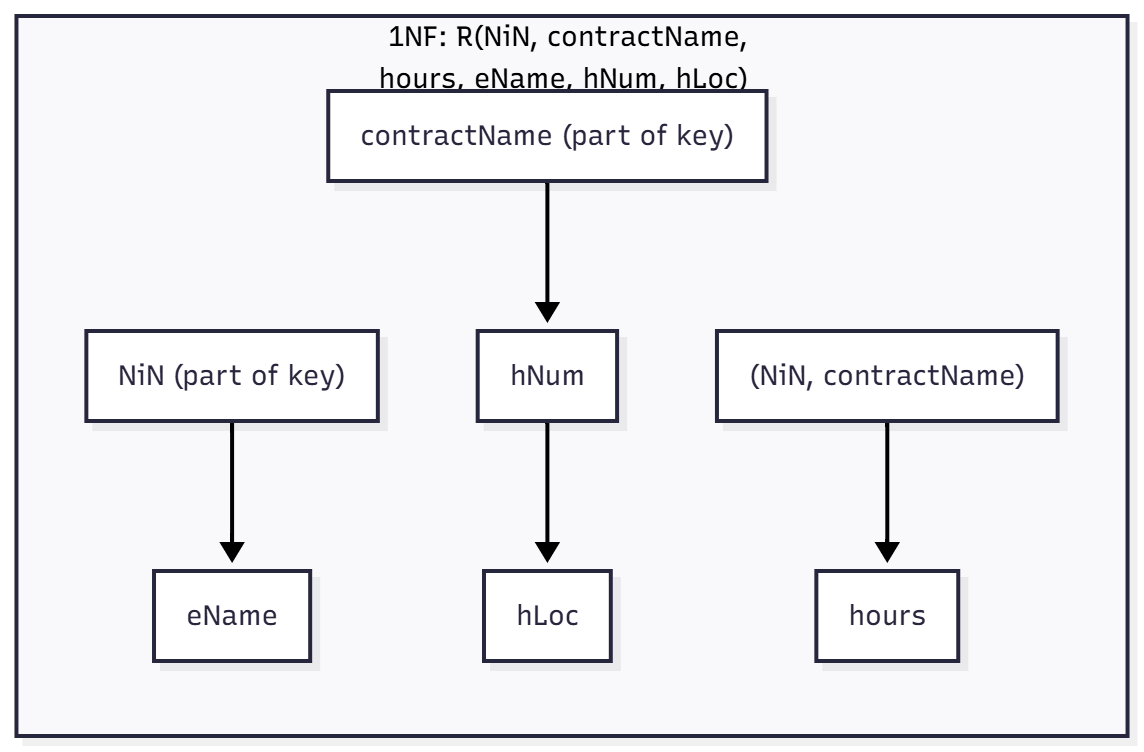 1NF: R(NiN, contractName,
hours, eName, hNum, hLoc)
contractName (part of key)
NiN (part of key)
hNum
(NiN, contractName)
eName
hLoc
hours